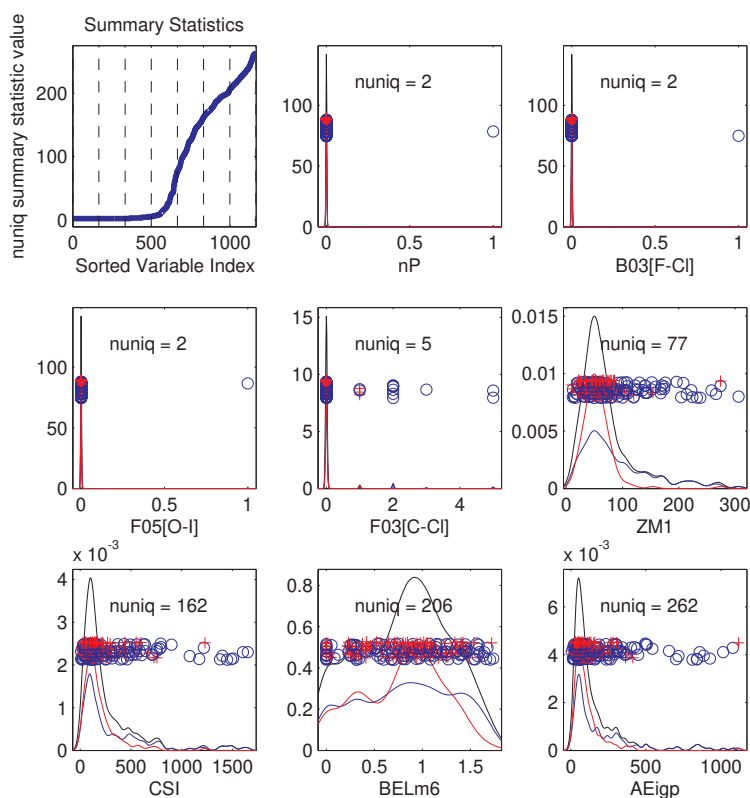 Summary Statistics
nuniq summary statistic value
200
100
0
0 500 1000
Sorted Variable Index
nuniq = 2
100
50
0
0 0.5 1
nP
nuniq = 2
100
50
0
0 0.5 1
B03[F-Cl]
nuniq = 2
100
50
0
0 0.5 1
F05[O-I]
nuniq = 5
15
10
5
0
0 2 4
F03[C-Cl]
nuniq = 77
0.015
0.01
0.005
0
0 100 200 300
ZM1
x 10-3
nuniq = 162
4
3
2
1
0
0 500 1000 1500
CSI
nuniq = 206
0.8
0.6
0.4
0.2
0
0 0.5 1 1.5
BELm6
x 10-3
nuniq = 262
8
6
4
2
0
0 500 1000
AEigp